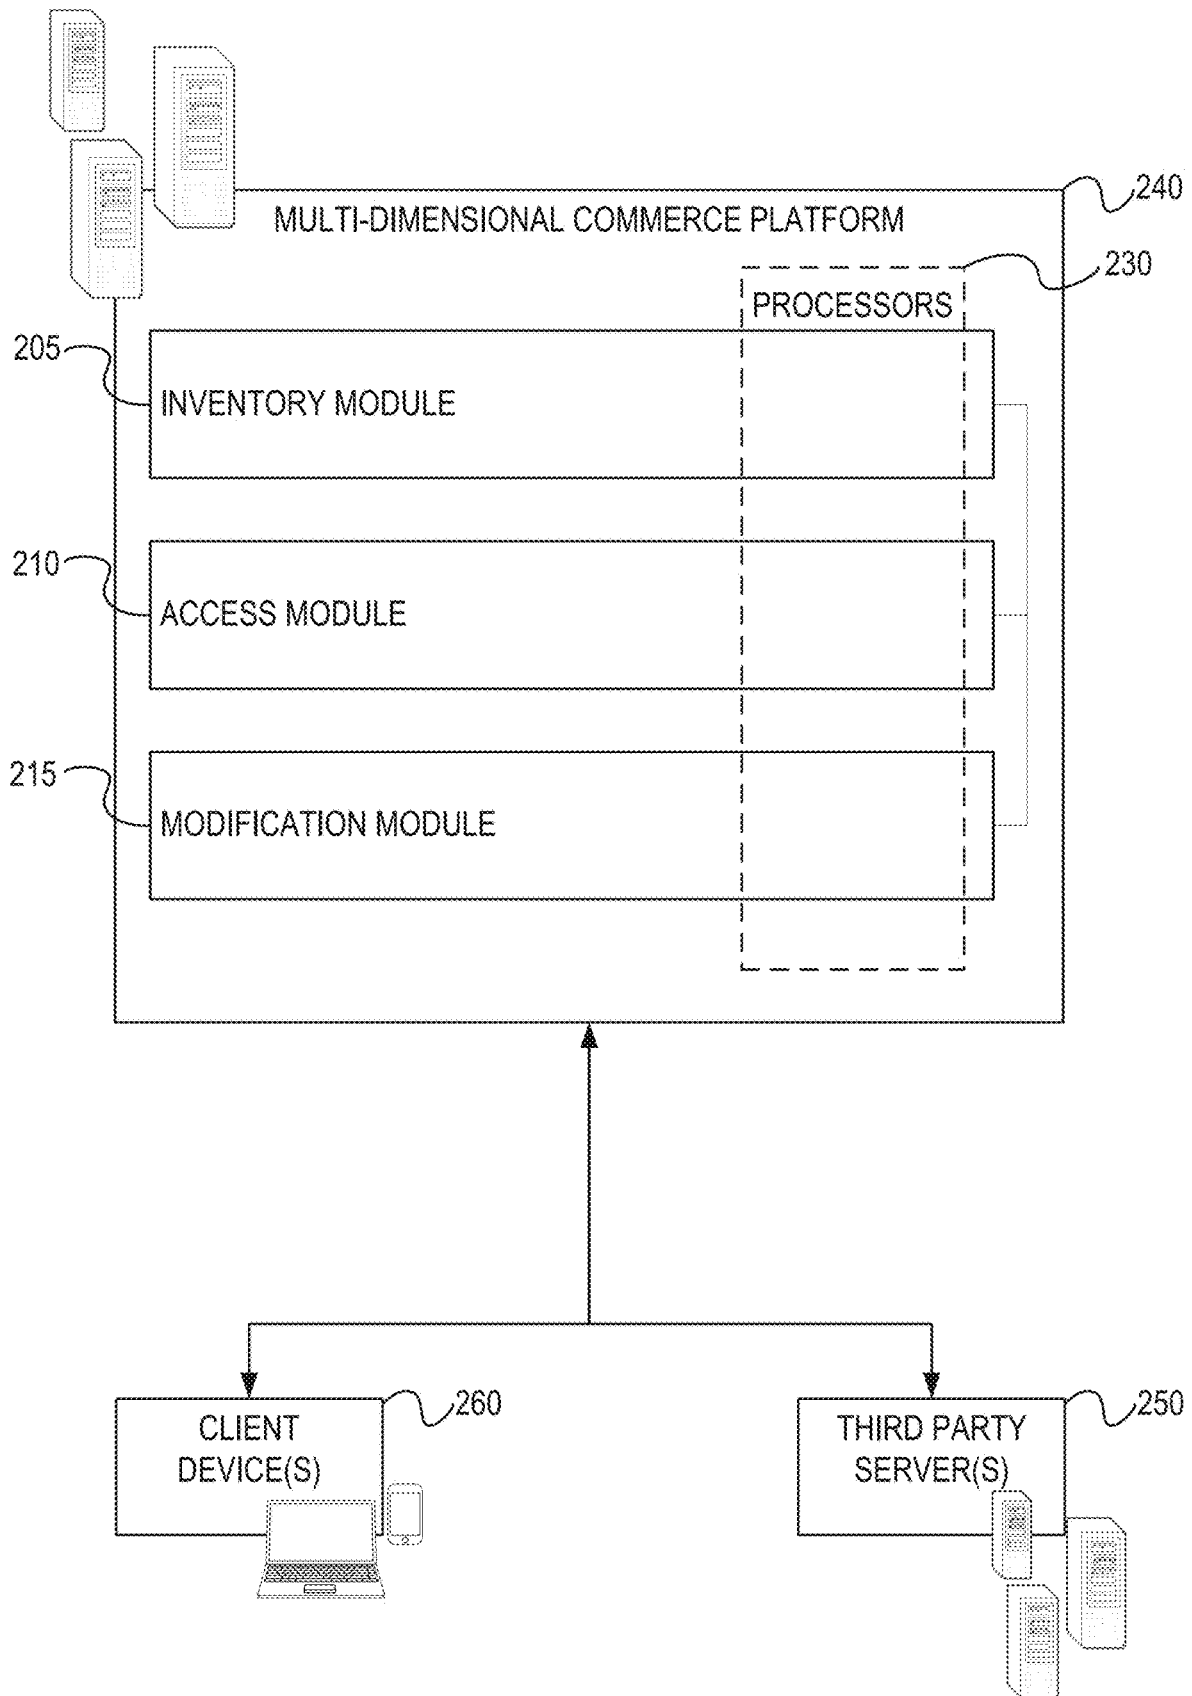 240
MULTI-DIMENSIONAL COMMERCE PLATFORM
230
PROCESSORS
205
INVENTORY MODULE
210
ACCESS MODULE
215
MODIFICATION MODULE
260
CLIENT
DEVICE(S)
250
THIRD PARTY
SERVER(S)